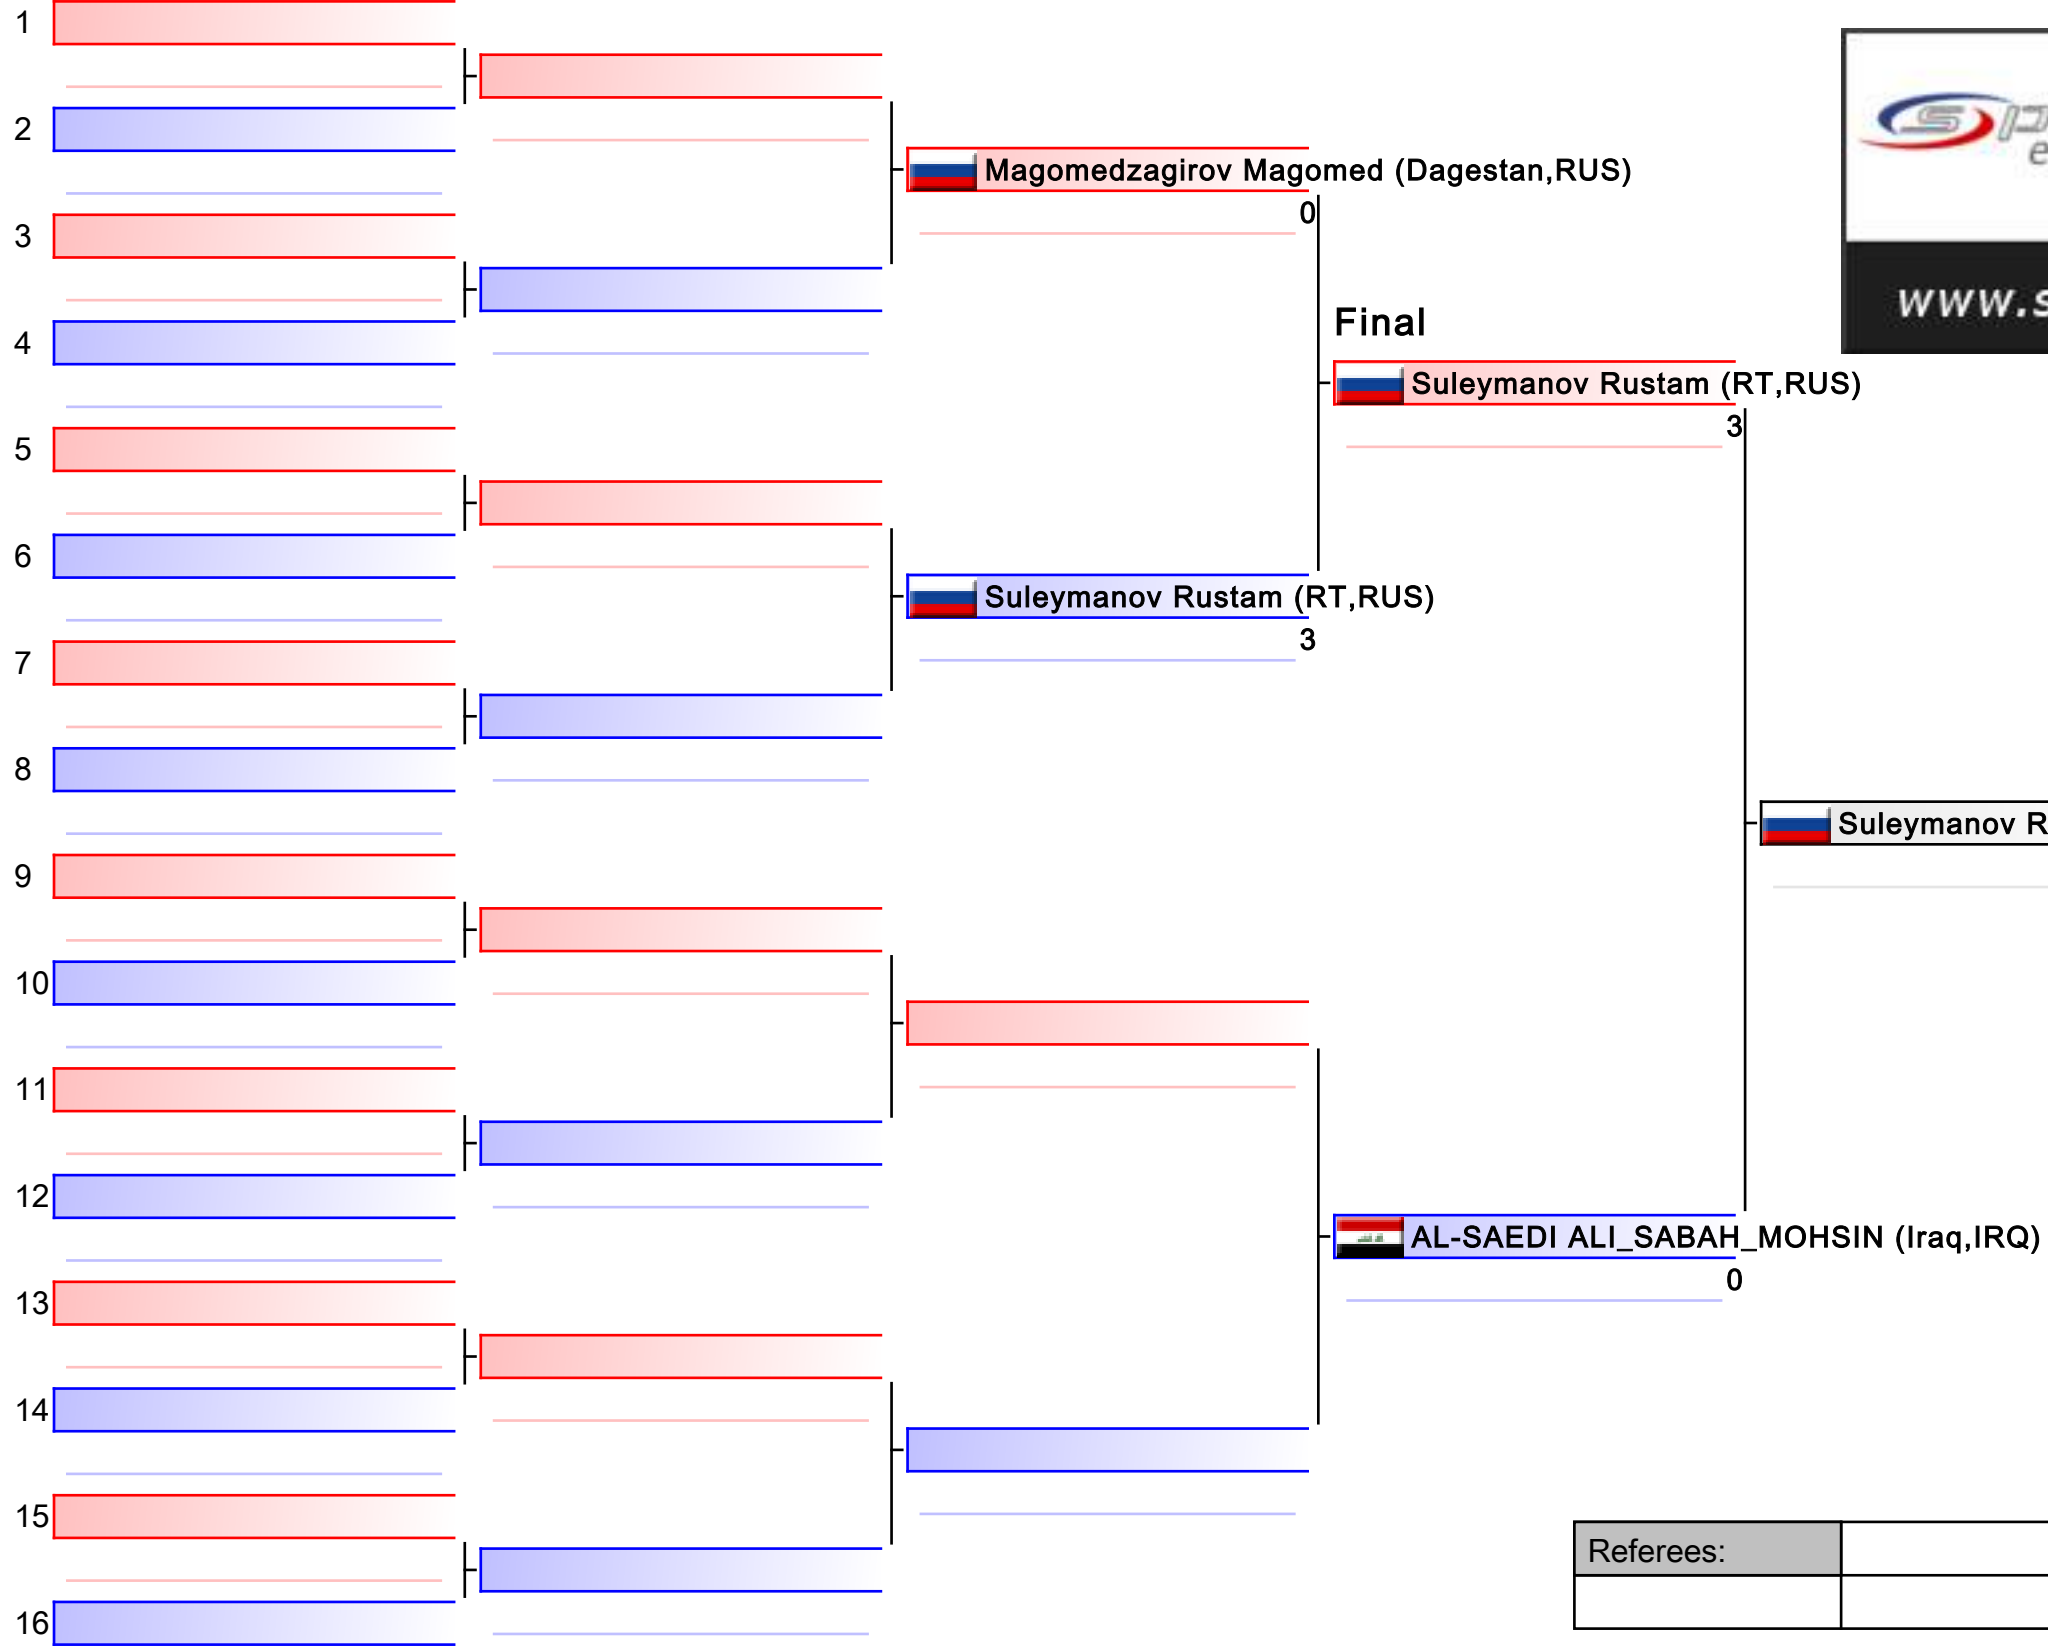 1
2
Magomedzagirov Magomed (Dagestan,RUS)
0
3
Final
4
www.s
Suleymanov Rustam (RT,RUS)
3
5
6
Suleymanov Rustam (RT,RUS)
3
7
8
Suleymanov R
9
10
11
12
AL-SAEDI ALI_SABAH_MOHSIN (Iraq,IRQ)
0
13
14
15
Referees:
16